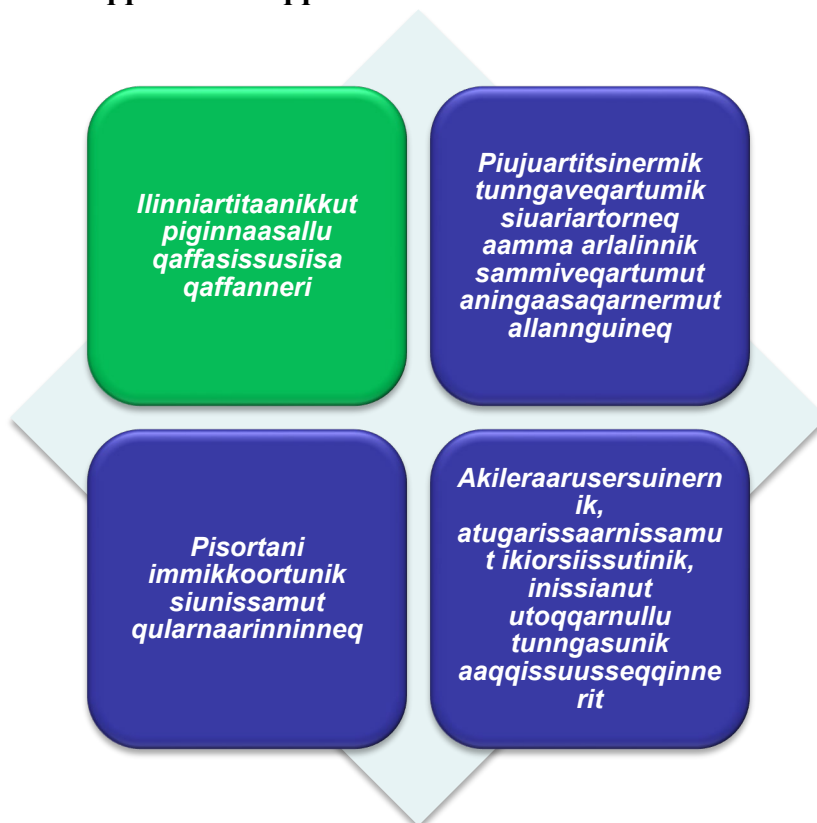 Ilinniartitaanikkut
piginnaasallu
qaffasissusiisa
qaffanneri
Piujuartitsinermik
tunngaveqartumik
siuariartorneq
aamma arlalinnik
sammiveqartumut
aningaasaqarnermut
allannguineq
Pisortani
immikkoortunik
siunissamut
qularnaarinninneq
Akileraarusersuinern
ik,
atugarissaarnissamu
t ikiorsiissutinik,
inissianut
utoqqarnullu
tunngasunik
aaqqissuusseqqinne
rit